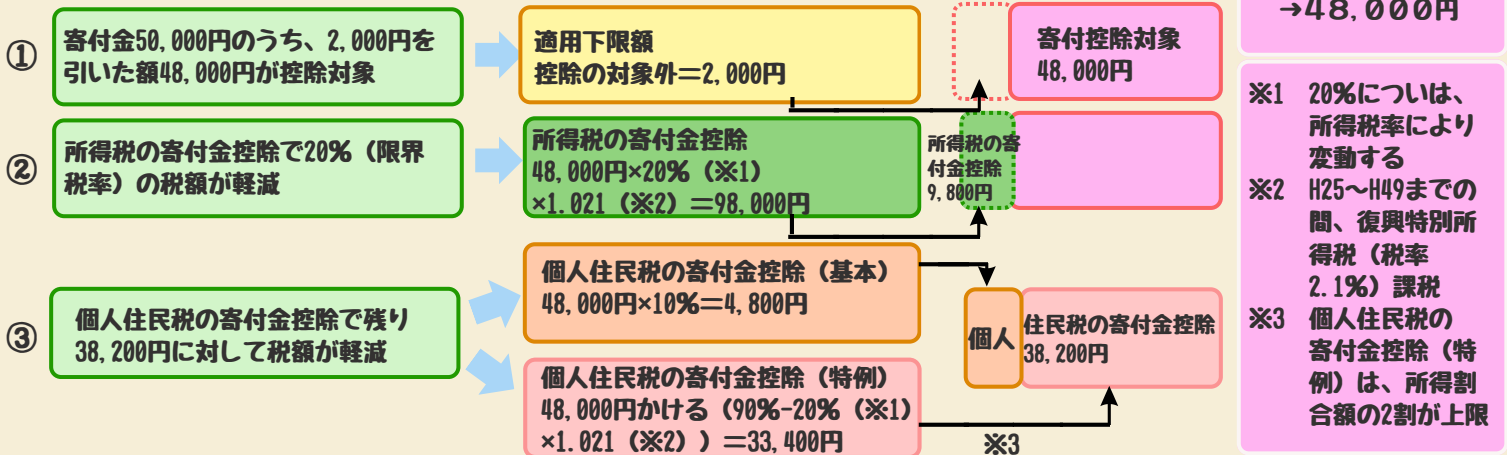 ①
寄付金50,000円のうち、2,000円を
引いた額48,000円が控除対象
適用下限額
控除の対象外＝2,000円
寄付控除対象
48,000円
②
所得税の寄付金控除で20％（限界
税率）の税額が軽減
所得税の寄付金控除
48,000円×20％（※1）
×1.021（※2）＝98,000円
所得税の寄
付金控除
9,800円
③
個人住民税の寄付金控除で残り
38,200円に対して税額が軽減
個人住民税の寄付金控除（基本）
48,000円×10％＝4,800円
個人住民税の寄付金控除（特例）
48,000円かける（90％-20％（※1）
×1.021（※2））＝33,400円
個人
住民税の寄付金控除
38,200円
※3
→４８,０００円
※1 20％についは、
所得税率により
変動する
※2 H25～H49までの
間、復興特別所
得税（税率
2.1％）課税
※3 個人住民税の
寄付金控除（特
例）は、所得割
合額の2割が上限